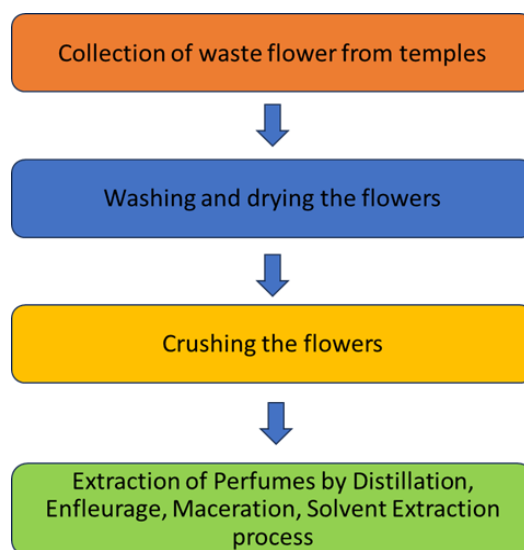 Collection of waste flower from temples
Washing and drying the flowers
Crushing the flowers
Extraction of Perfumes by Distillation,
Enfleurage, Maceration, Solvent Extraction
process